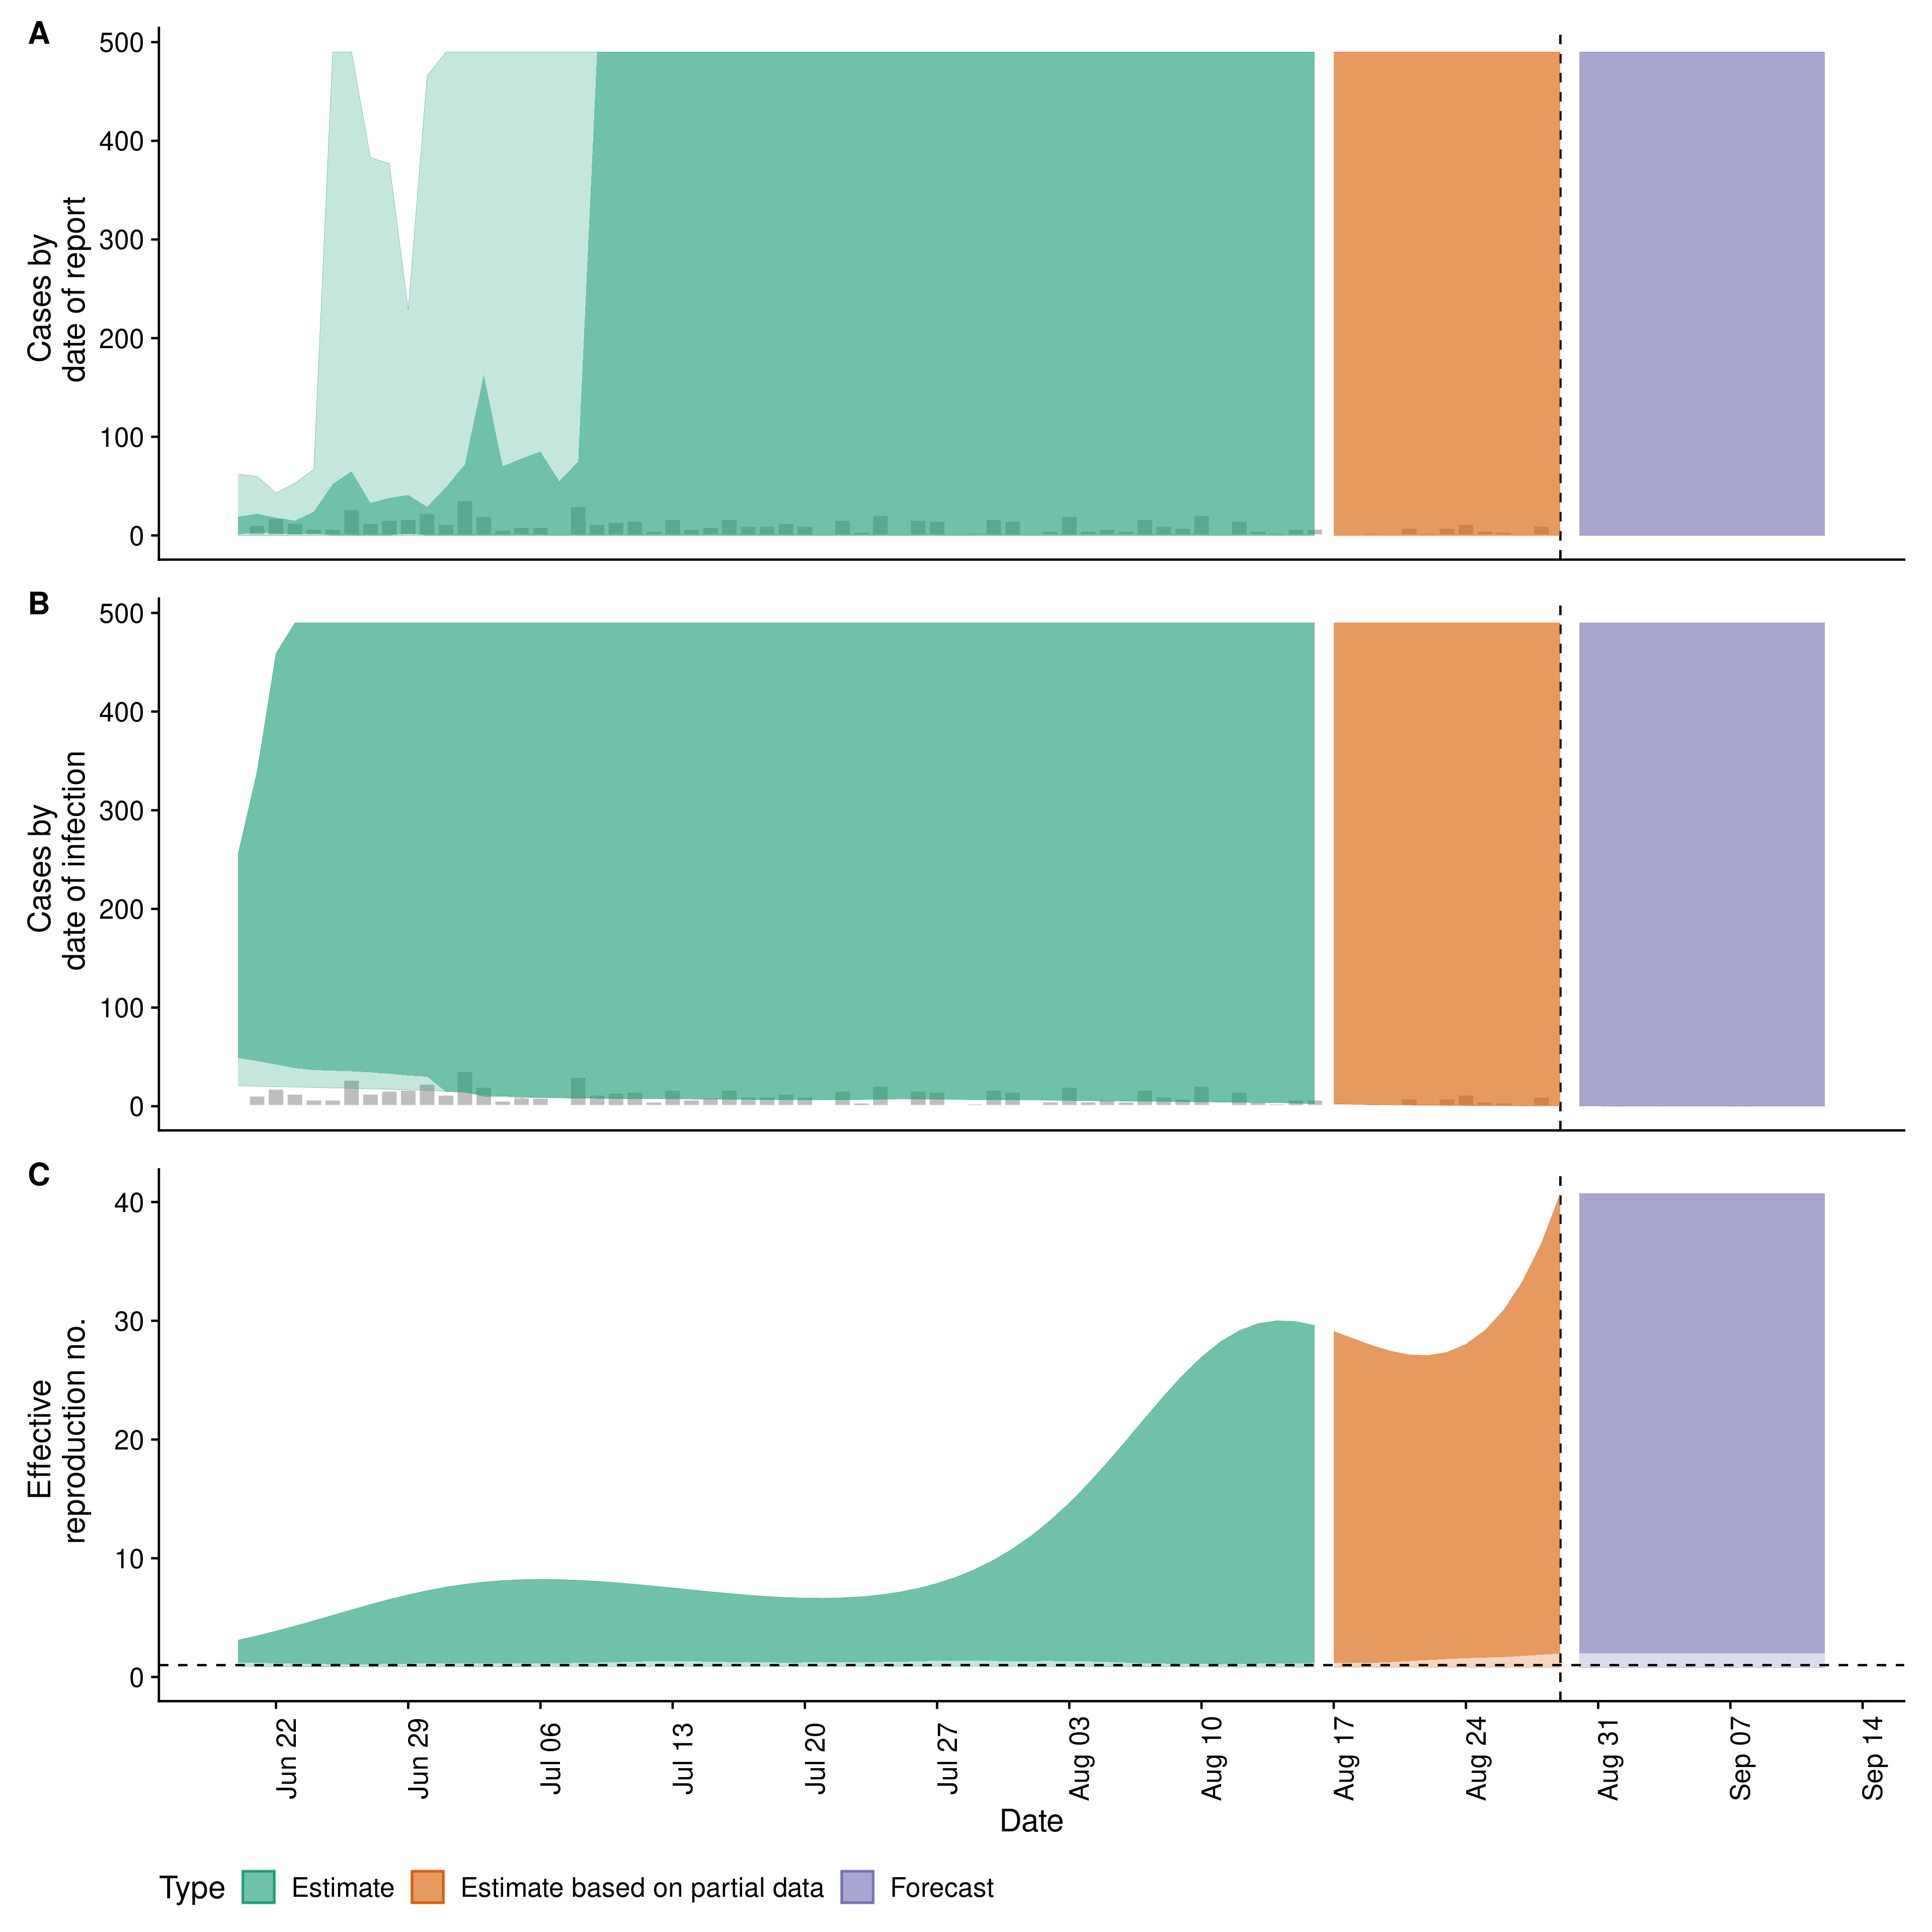 A
500
400
300
200
100
0
Cases by
date of report
B
500
400
300
200
100
0
Cases by
date of infection
C
40
30
20
10
0
Effective
reproduction no.
Jun 22
Jun 29
Jul 06
Jul 13
Jul 20
Jul 27
Aug 03
Aug 10
Aug 17
Aug 24
Aug 31
Sep 07
Sep 14
Date
Type Estimate Estimate based on partial data Forecast